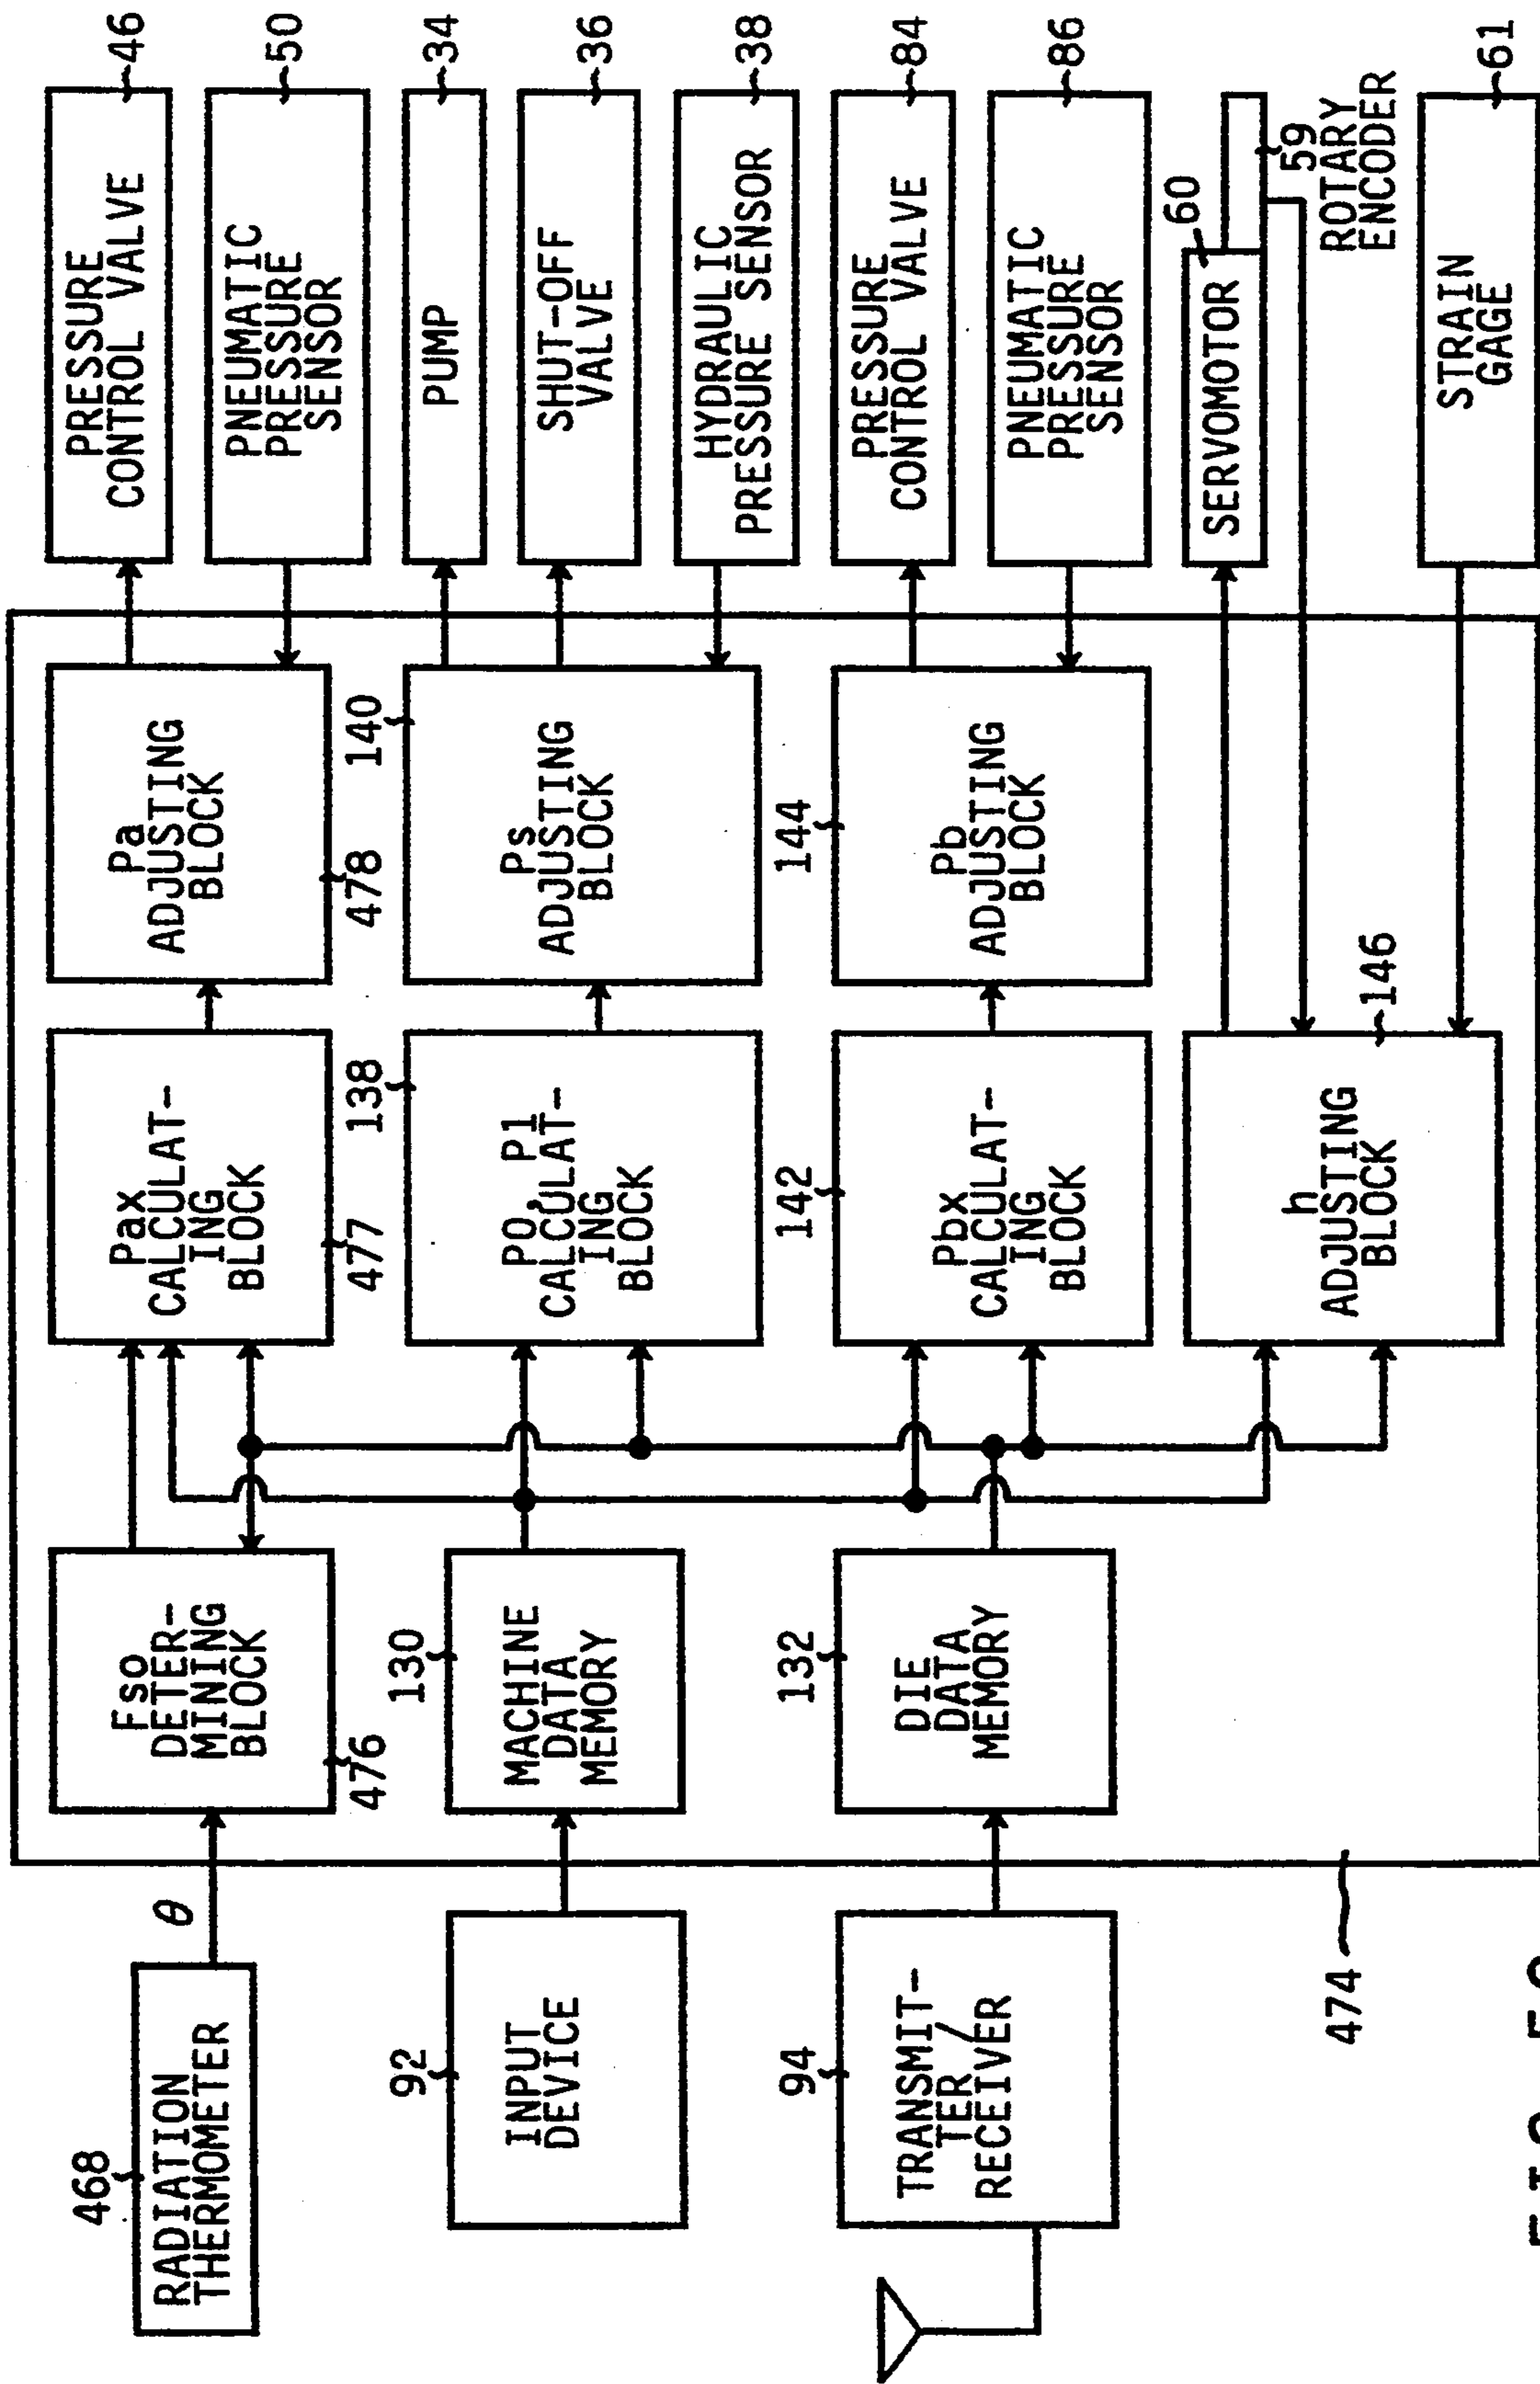 468
RADIATION
THERMOMETER
θ
92
INPUT
DEVICE
94
TRANSMIT-
TER/
RECEIVER
474
Fso
DETER-
MINING
BLOCK
476
130
MACHINE
DATA
MEMORY
132
DIE
DATA
MEMORY
Pax
CALCULAT-
ING
BLOCK
477
138
P0, P1
CALCULAT-
ING
BLOCK
142
Pbx
CALCULAT-
ING
BLOCK
h
ADJUSTING
BLOCK
146
Pa
ADJUSTING
BLOCK
478
140
Ps
ADJUSTING
BLOCK
144
Pb
ADJUSTING
BLOCK
PRESSURE
CONTROL VALVE
46
PNEUMATIC
PRESSURE
SENSOR
50
PUMP
34
SHUT-OFF
VALVE
36
HYDRAULIC
PRESSURE SENSOR
38
PRESSURE
CONTROL VALVE
84
PNEUMATIC
PRESSURE
SENSOR
86
SERVOMOTOR
60
59
ROTARY
ENCODER
STRAIN
GAGE
61